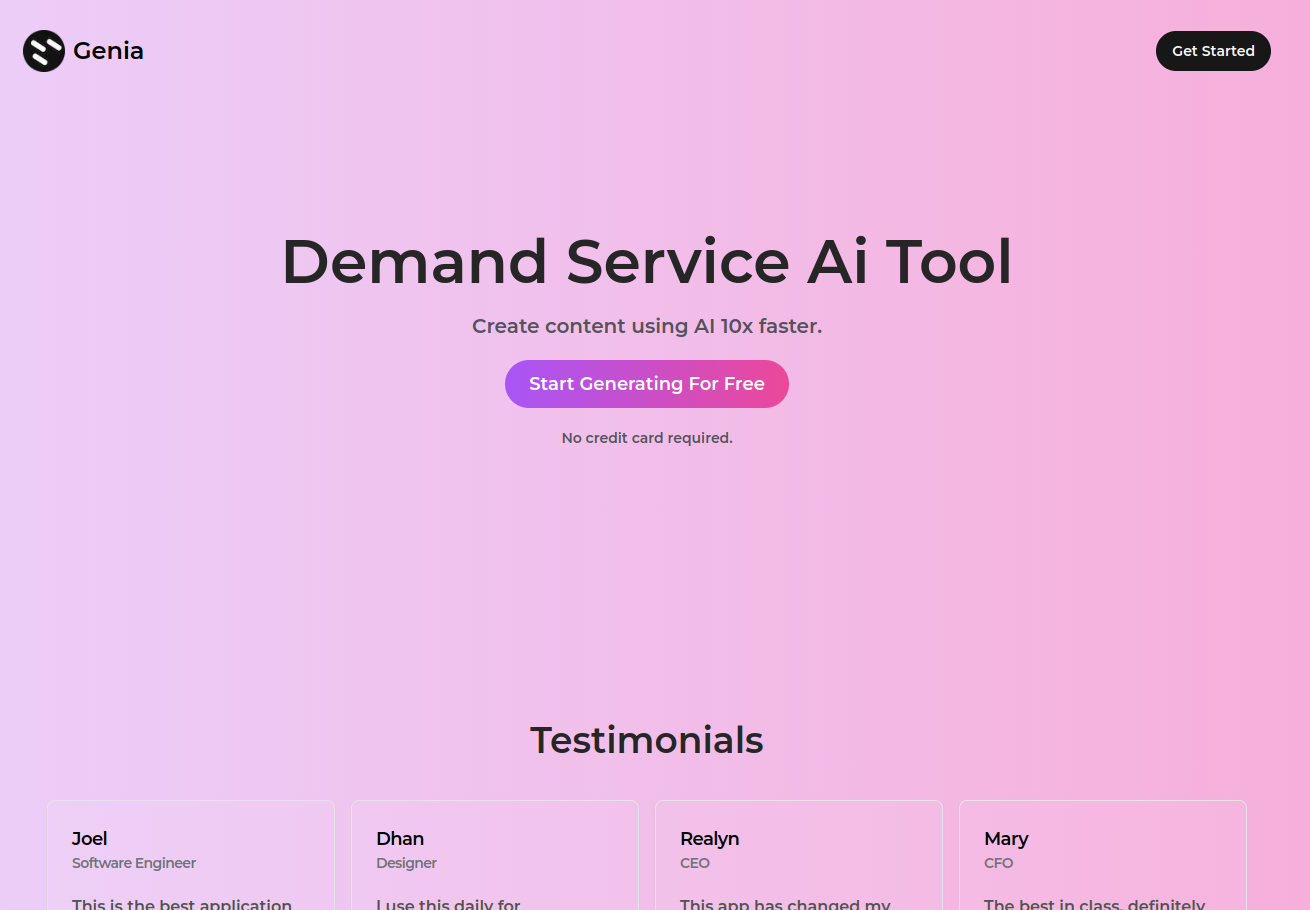 Genia
Get Started
Demand Service Ai Tool
Create content using AI 10x faster.
Start Generating For Free
No credit card required.
Testimonials
Joel
Software Engineer
This is the best application
Dhan
Designer
I use this daily for
Realyn
CEO
This app has changed my
Mary
CFO
The best in class, definitely